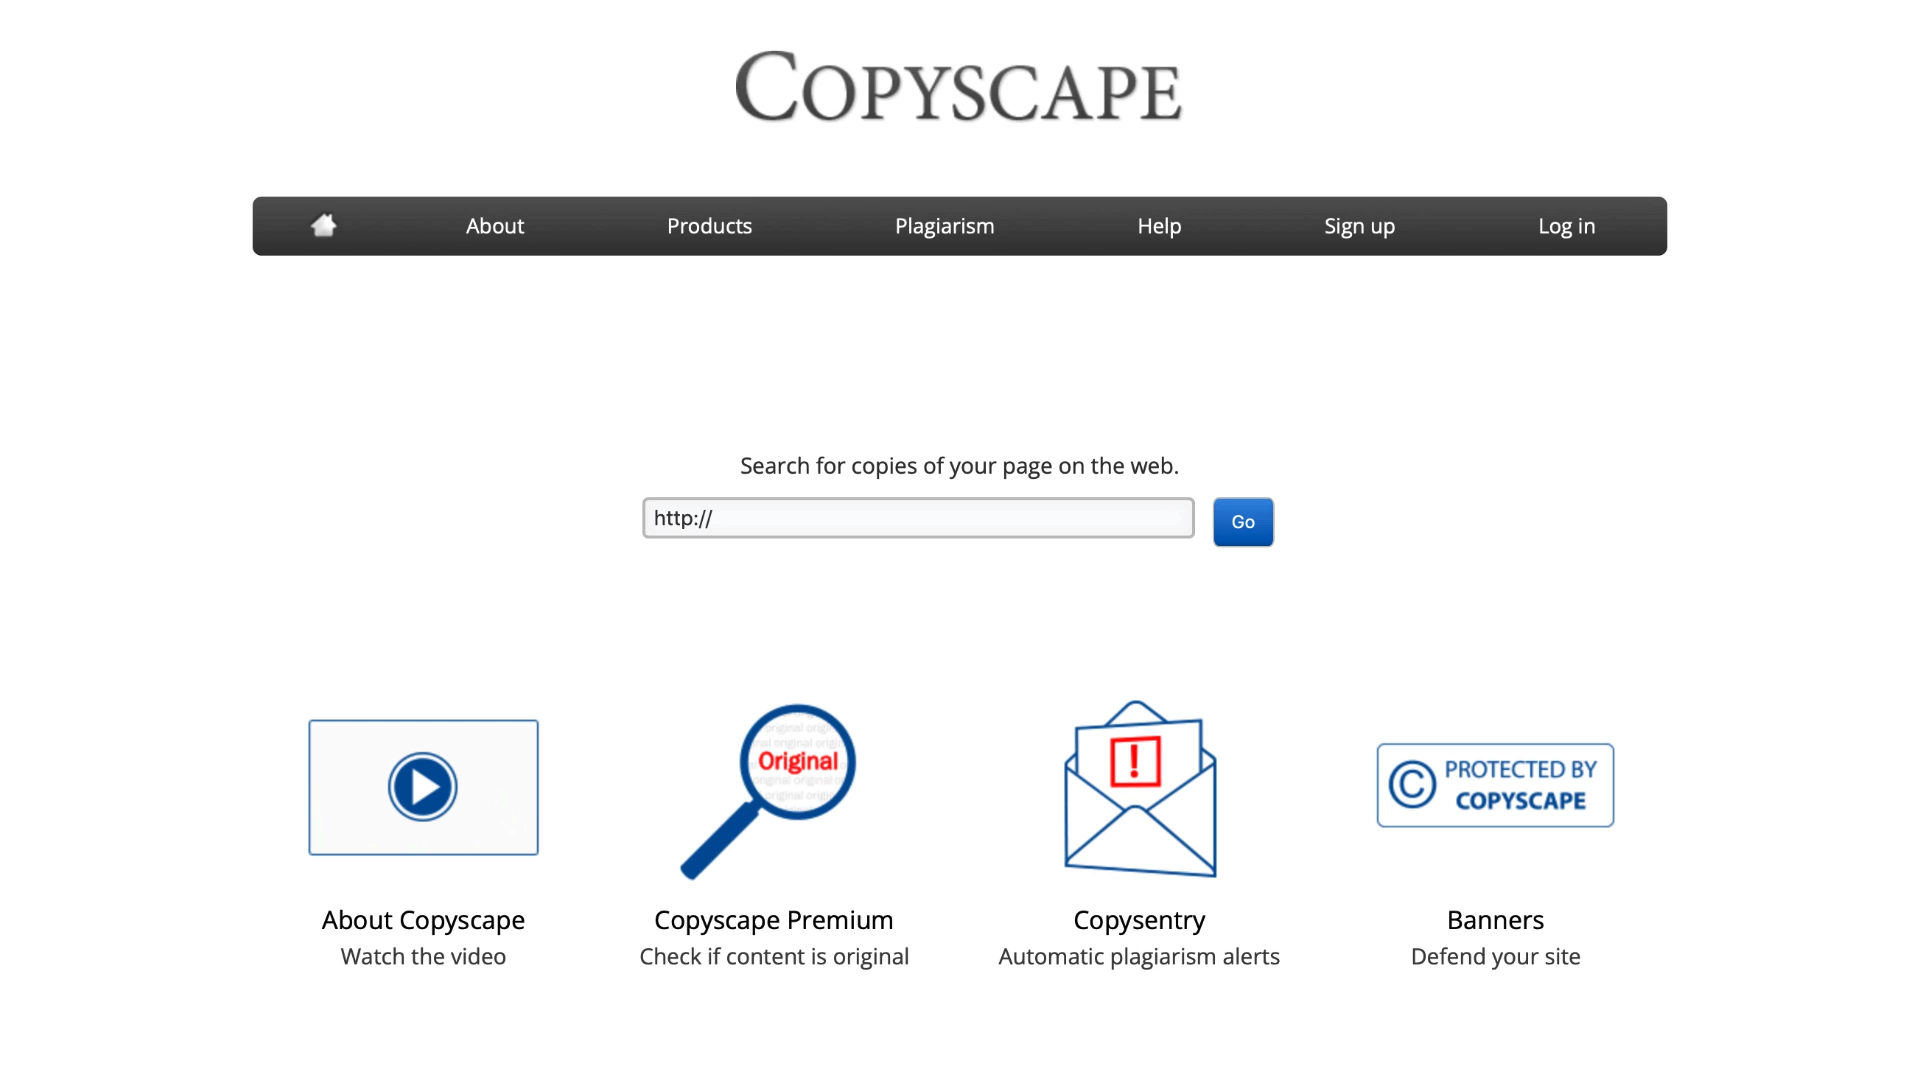 COPYSCAPE
About Products Plagiarism Help Sign up Log in
Search for copies of your page on the web.
http:// Go
Original
!
© PROTECTED BY
COPYSCAPE
About Copyscape Copyscape Premium Copysentry Banners
Watch the video Check if content is original Automatic plagiarism alerts Defend your site